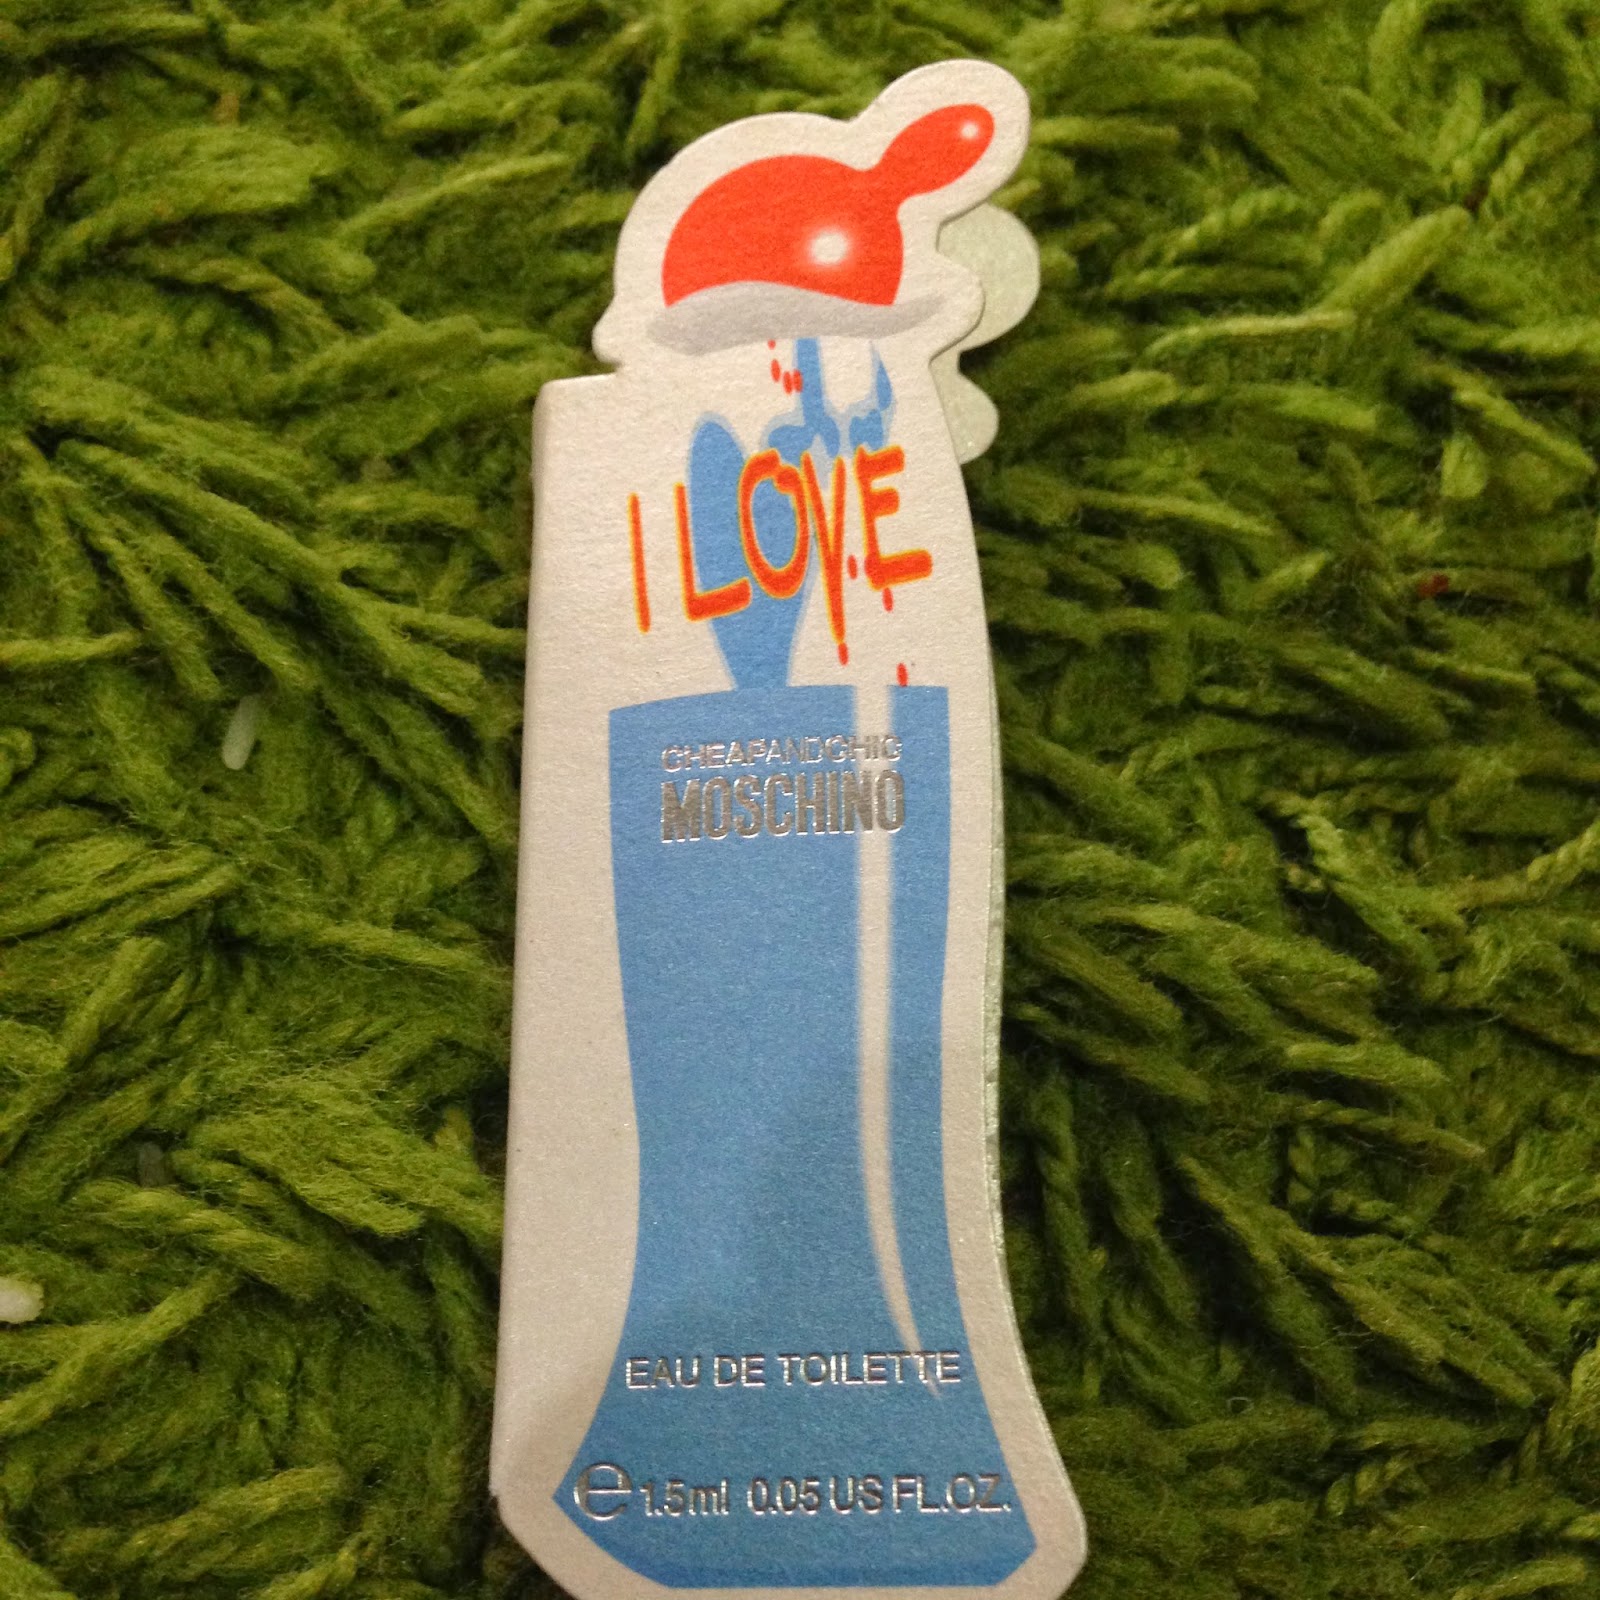 I LOVE
CHEAPANDCHIC
MOSCHINO
EAU DE TOILETTE
℮ 1.5ml 0.05 US FL.OZ.